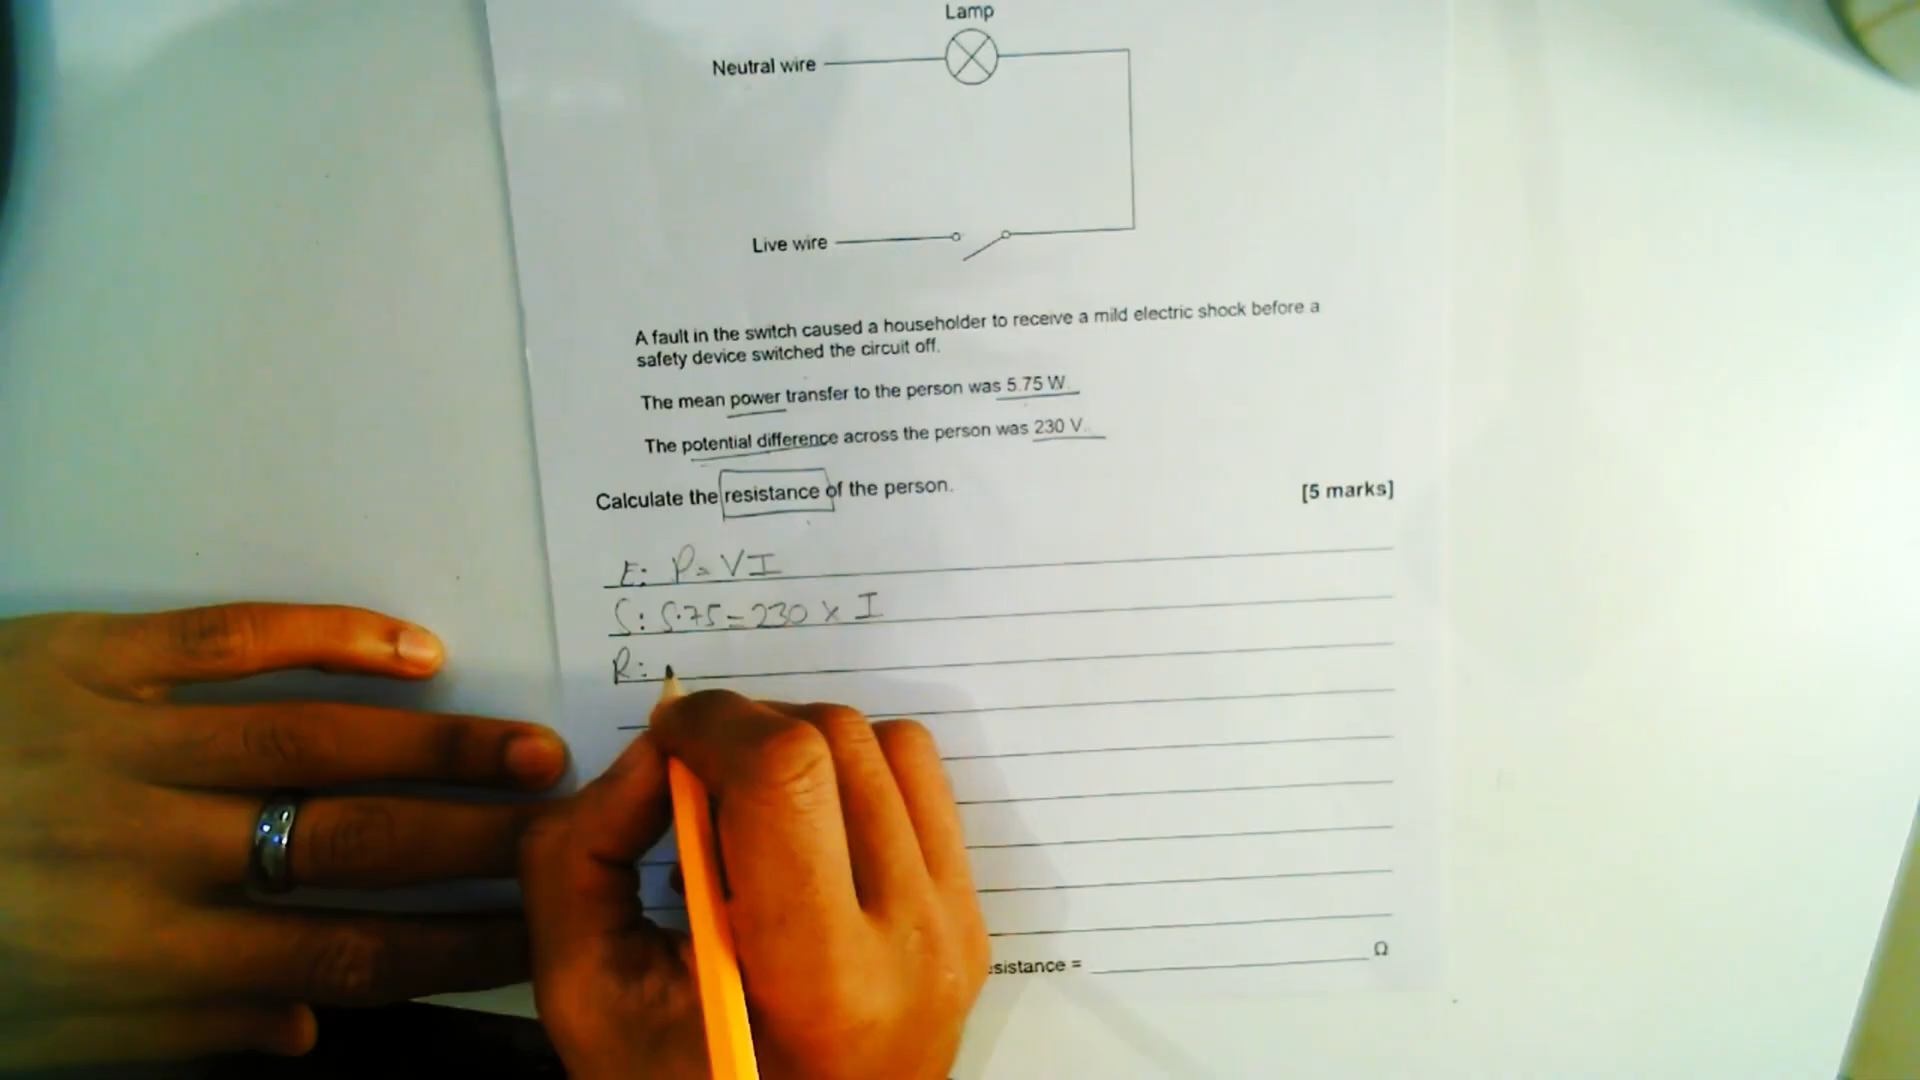 Lamp
Neutral wire
Live wire
A fault in the switch caused a householder to receive a mild electric shock before a
safety device switched the circuit off.
The mean power transfer to the person was 5.75 W.
The potential difference across the person was 230 V.
Calculate the resistance of the person.
[5 marks]
E: P = VI
S: 5.75 = 230 × I
R:
sistance = Ω